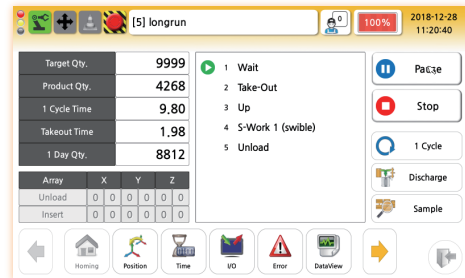 [5] longrun
0
100%
2018-12-28
11:20:40
Target Qty. 9999
Product Qty. 4268
1 Cycle Time 9.80
Takeout Time 1.98
1 Day Qty. 8812
Array X Y Z
Unload 0 0 0 0 0 0
Insert 0 0 0 0 0 0
1 Wait
2 Take-Out
3 Up
4 S-Work 1 (swible)
5 Unload
Stop
1 Cycle
Discharge
Sample
Homing
Position
Time
I/O
Error
DataView